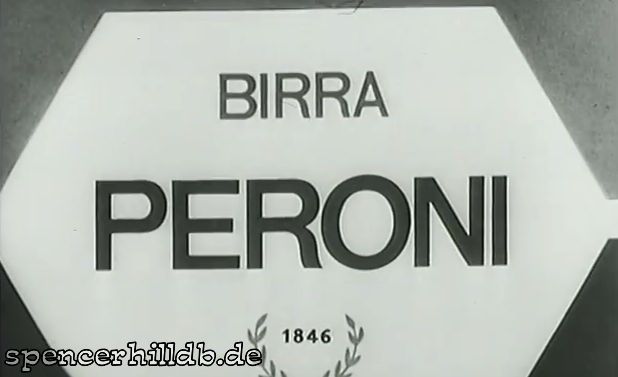 BIRRA
PERONI
1846
spencerhilldb.de